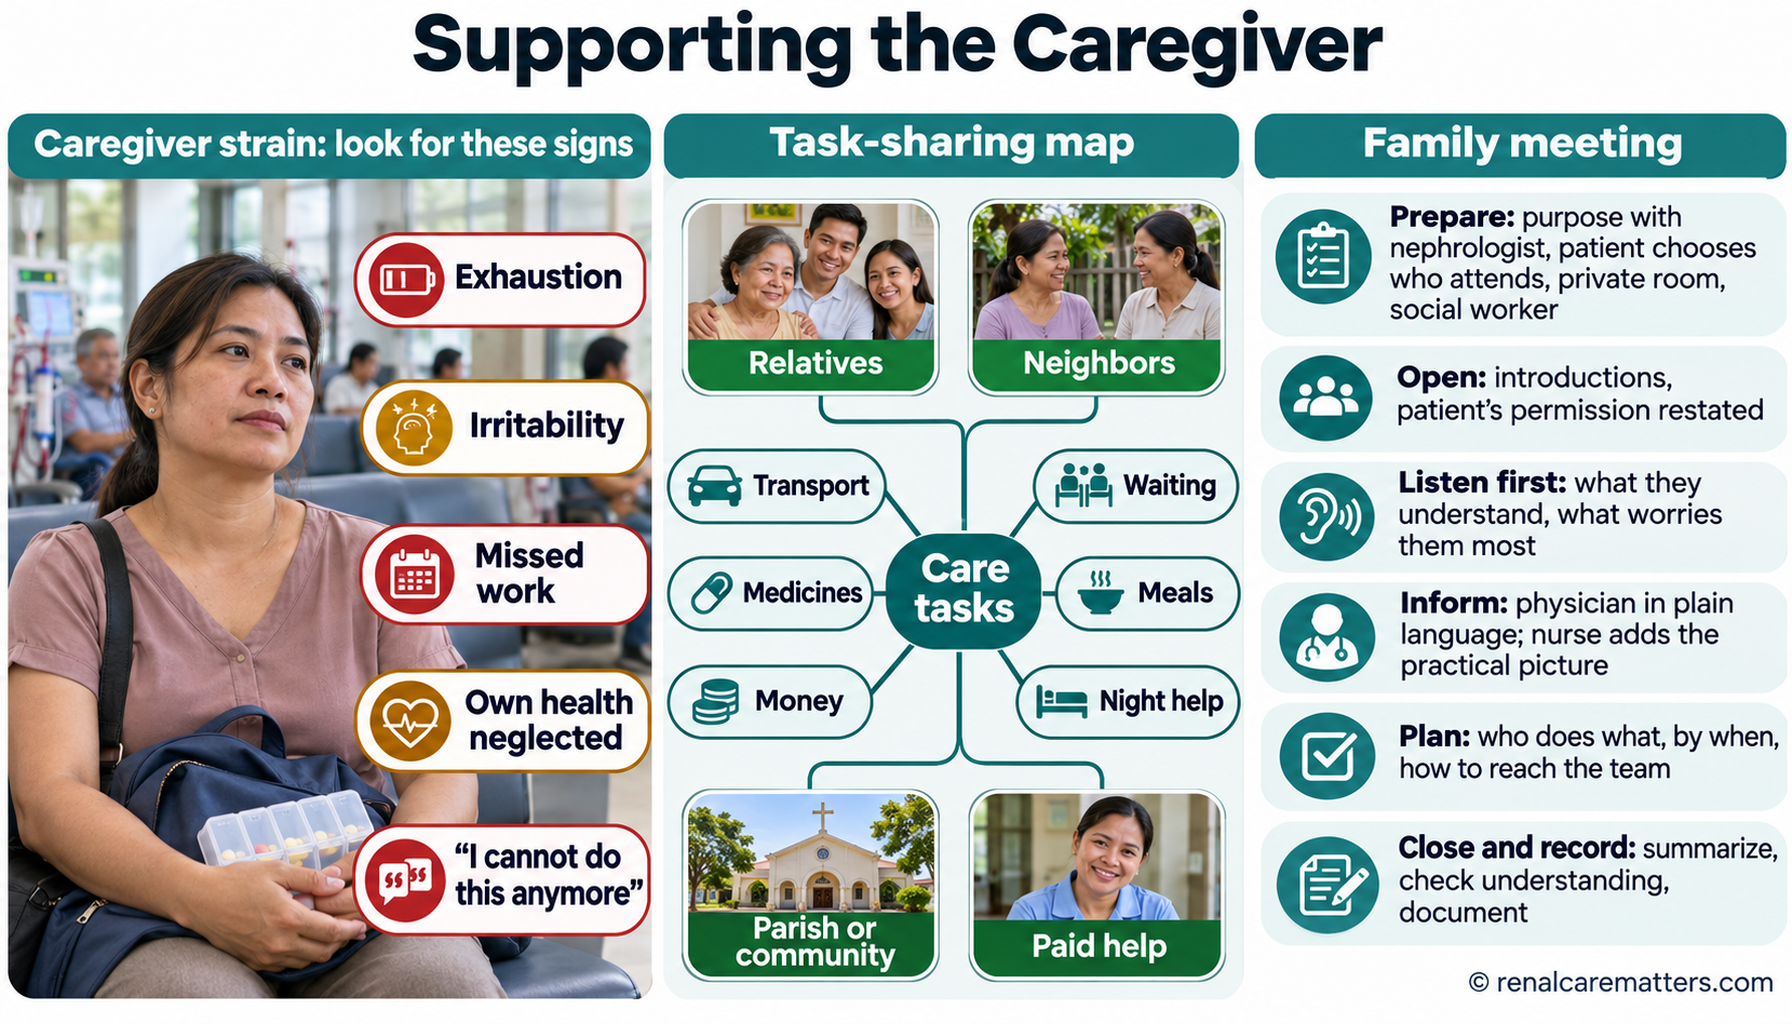 Supporting the Caregiver
Caregiver strain: look for these signs
Exhaustion
Irritability
Missed
work
Own health
neglected
“I cannot do
this anymore”
Task-sharing map
Relatives
Neighbors
Transport
Waiting
Care
tasks
Medicines
Meals
Money
Night help
Parish or
community
Paid help
Family meeting
Prepare: purpose with
nephrologist, patient chooses
who attends, private room,
social worker
Open: introductions,
patient’s permission restated
Listen first: what they
understand, what worries
them most
Inform: physician in plain
language; nurse adds the
practical picture
Plan: who does what, by when,
how to reach the team
Close and record: summarize,
check understanding,
document
© renalcarematters.com